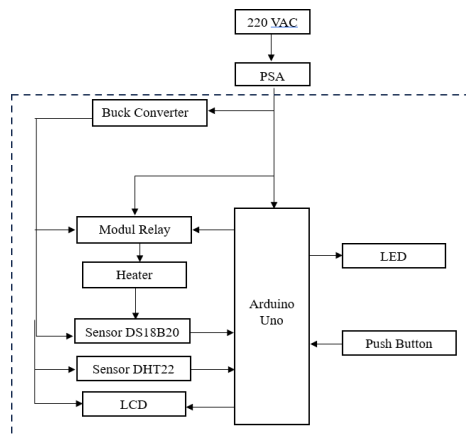 220 VAC
PSA
Buck Converter
Modul Relay
Heater
Sensor DS18B20
Sensor DHT22
LCD
Arduino
Uno
LED
Push Button